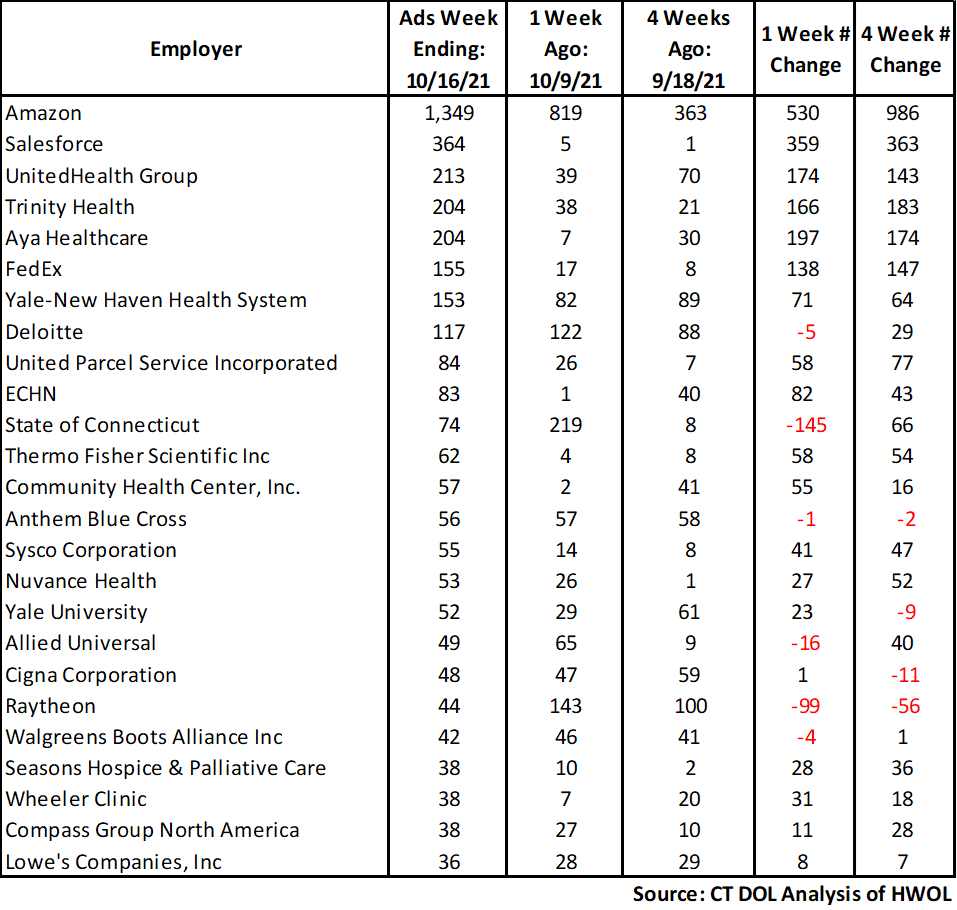 Employer Ads Week Ending: 10/16/21 1 Week Ago: 10/9/21 4 Weeks Ago: 9/18/21 1 Week # Change 4 Week # Change
Amazon 1,349 819 363 530 986
Salesforce 364 5 1 359 363
UnitedHealth Group 213 39 70 174 143
Trinity Health 204 38 21 166 183
Aya Healthcare 204 7 30 197 174
FedEx 155 17 8 138 147
Yale-New Haven Health System 153 82 89 71 64
Deloitte 117 122 88 -5 29
United Parcel Service Incorporated 84 26 7 58 77
ECHN 83 1 40 82 43
State of Connecticut 74 219 8 -145 66
Thermo Fisher Scientific Inc 62 4 8 58 54
Community Health Center, Inc. 57 2 41 55 16
Anthem Blue Cross 56 57 58 -1 -2
Sysco Corporation 55 14 8 41 47
Nuvance Health 53 26 1 27 52
Yale University 52 29 61 23 -9
Allied Universal 49 65 9 -16 40
Cigna Corporation 48 47 59 1 -11
Raytheon 44 143 100 -99 -56
Walgreens Boots Alliance Inc 42 46 41 -4 1
Seasons Hospice & Palliative Care 38 10 2 28 36
Wheeler Clinic 38 7 20 31 18
Compass Group North America 38 27 10 11 28
Lowe's Companies, Inc 36 28 29 8 7
Source: CT DOL Analysis of HWOL